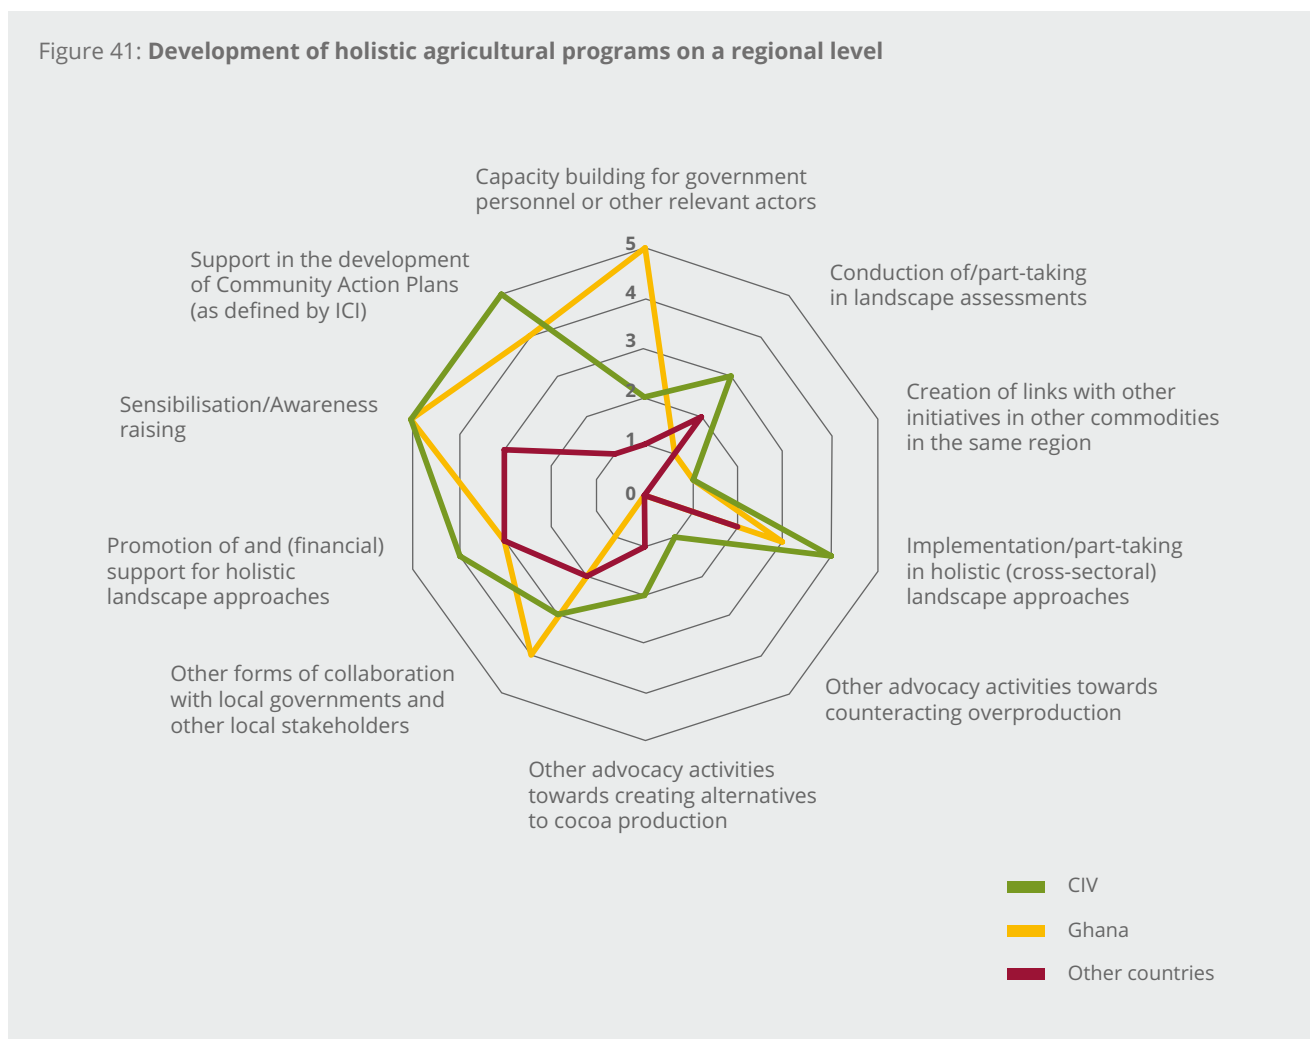 Figure 41: Development of holistic agricultural programs on a regional level
Capacity building for government
personnel or other relevant actors
Conduction of/part-taking
in landscape assessments
Creation of links with other
initiatives in other commodities
in the same region
Implementation/part-taking
in holistic (cross-sectoral)
landscape approaches
Other advocacy activities towards
counteracting overproduction
Other advocacy activities
towards creating alternatives
to cocoa production
Other forms of collaboration
with local governments and
other local stakeholders
Promotion of and (financial)
support for holistic
landscape approaches
Sensibilisation/Awareness
raising
Support in the development
of Community Action Plans
(as defined by ICI)
5
4
3
2
1
0
CIV
Ghana
Other countries